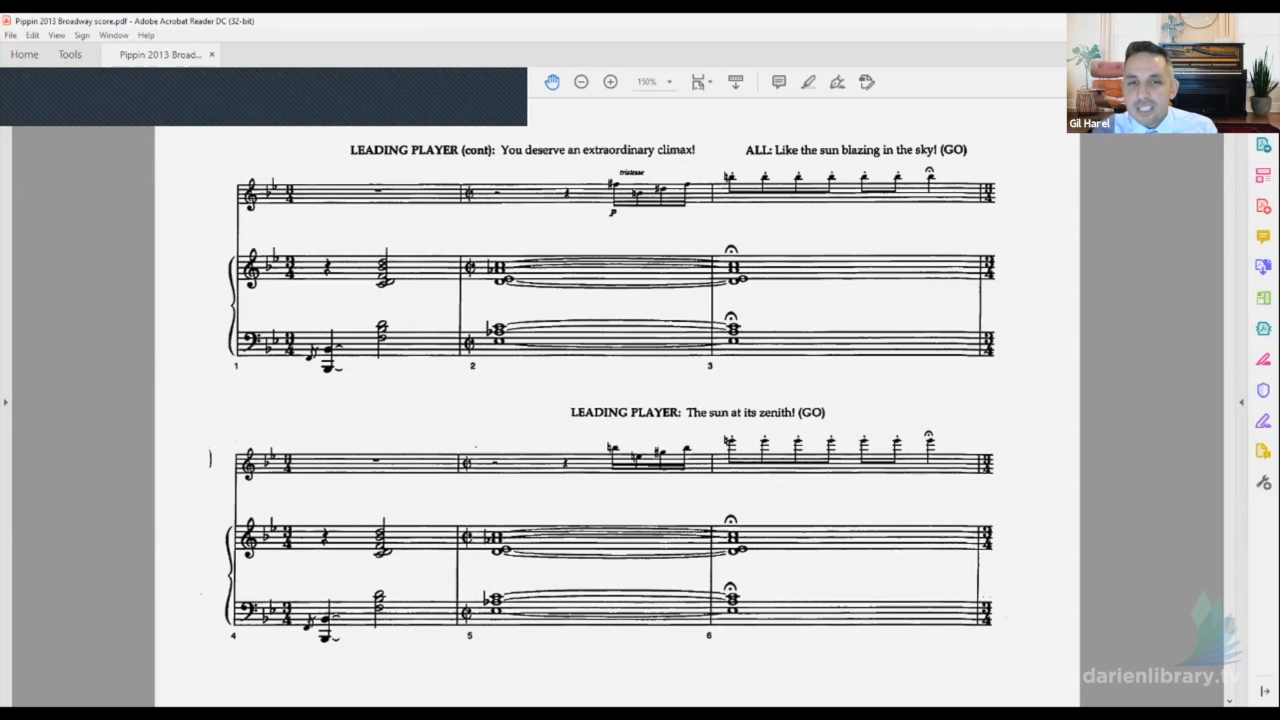 Pippin 2013 Broadway score.pdf - Adobe Acrobat Reader DC (32-bit)
File Edit View Sign Window Help
Home Tools Pippin 2013 Broad... ×
150%
Gil Harel
LEADING PLAYER (cont): You deserve an extraordinary climax! ALL: Like the sun blazing in the sky! (GO)
tristesse
p
1 2 3
LEADING PLAYER: The sun at its zenith! (GO)
4 5 6
darienlibrary.tv